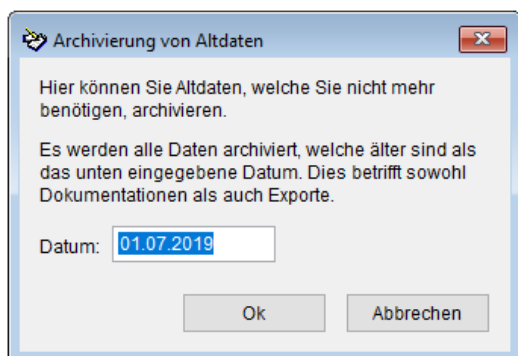 Archivierung von Altdaten
Hier können Sie Altdaten, welche Sie nicht mehr
benötigen, archivieren.
Es werden alle Daten archiviert, welche älter sind als
das unten eingegebene Datum. Dies betrifft sowohl
Dokumentationen als auch Exporte.
Datum: 01.07.2019
Ok Abbrechen